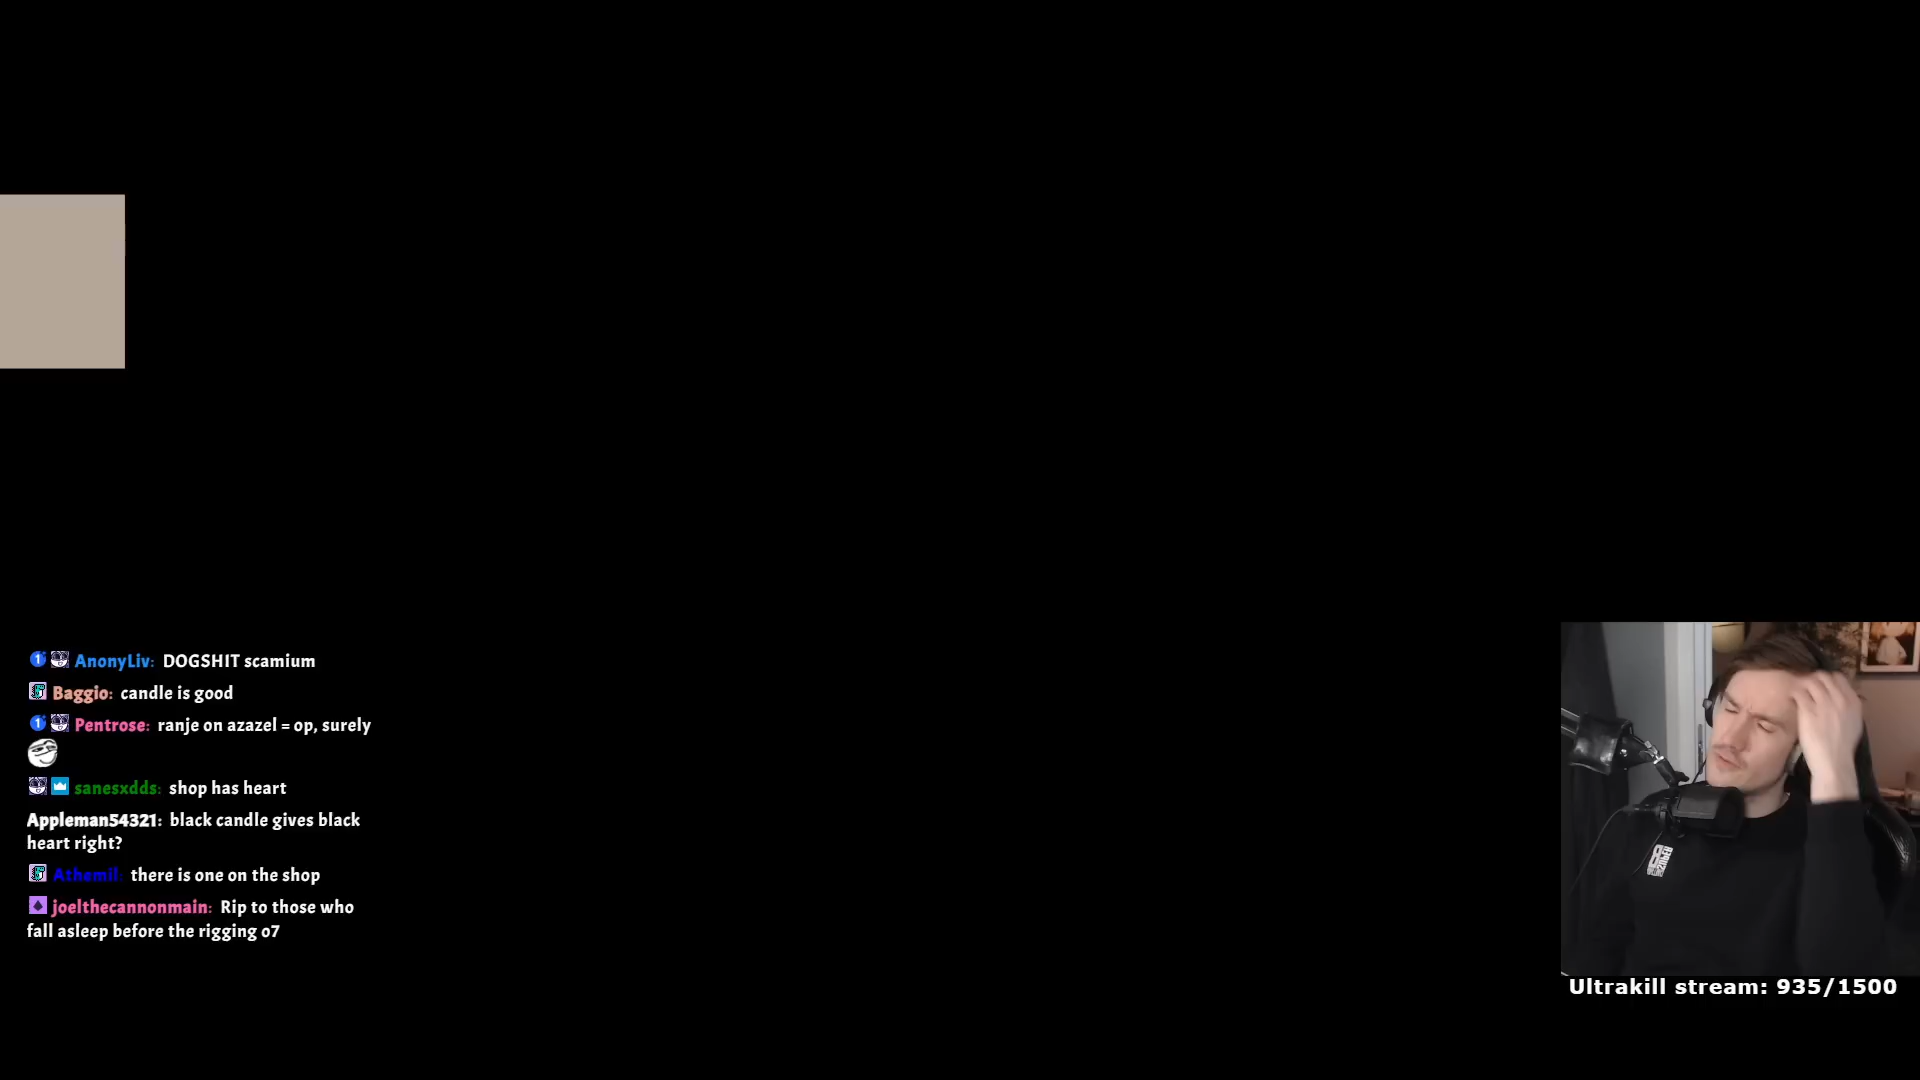 AnonyLiv: DOGSHIT scamium
Baggio: candle is good
Pentrose: ranje on azazel = op, surely
sanesxdds: shop has heart
Appleman54321: black candle gives black
heart right?
Athemil: there is one on the shop
joelthecannonmain: Rip to those who
fall asleep before the rigging o7
Ultrakill stream: 935/1500